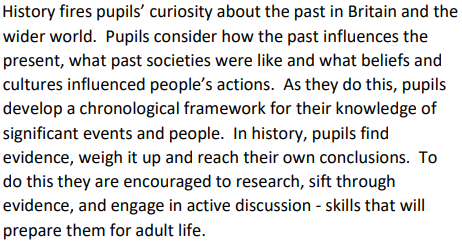 History fires pupils’ curiosity about the past in Britain and the
wider world.  Pupils consider how the past influences the
present, what past societies were like and what beliefs and
cultures influenced people’s actions.  As they do this, pupils
develop a chronological framework for their knowledge of
significant events and people.  In history, pupils find
evidence, weigh it up and reach their own conclusions.  To
do this they are encouraged to research, sift through
evidence, and engage in active discussion - skills that will
prepare them for adult life.